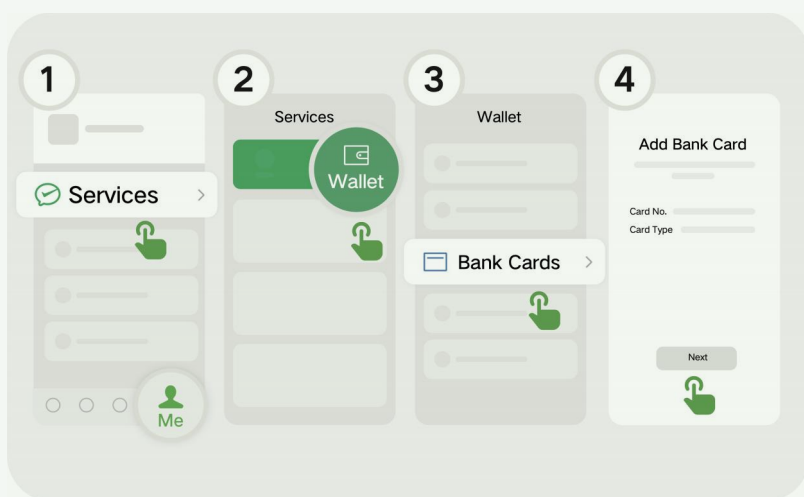 1
Services
Me
2
Services
Wallet
3
Wallet
Bank Cards
4
Add Bank Card
Card No.
Card Type
Next